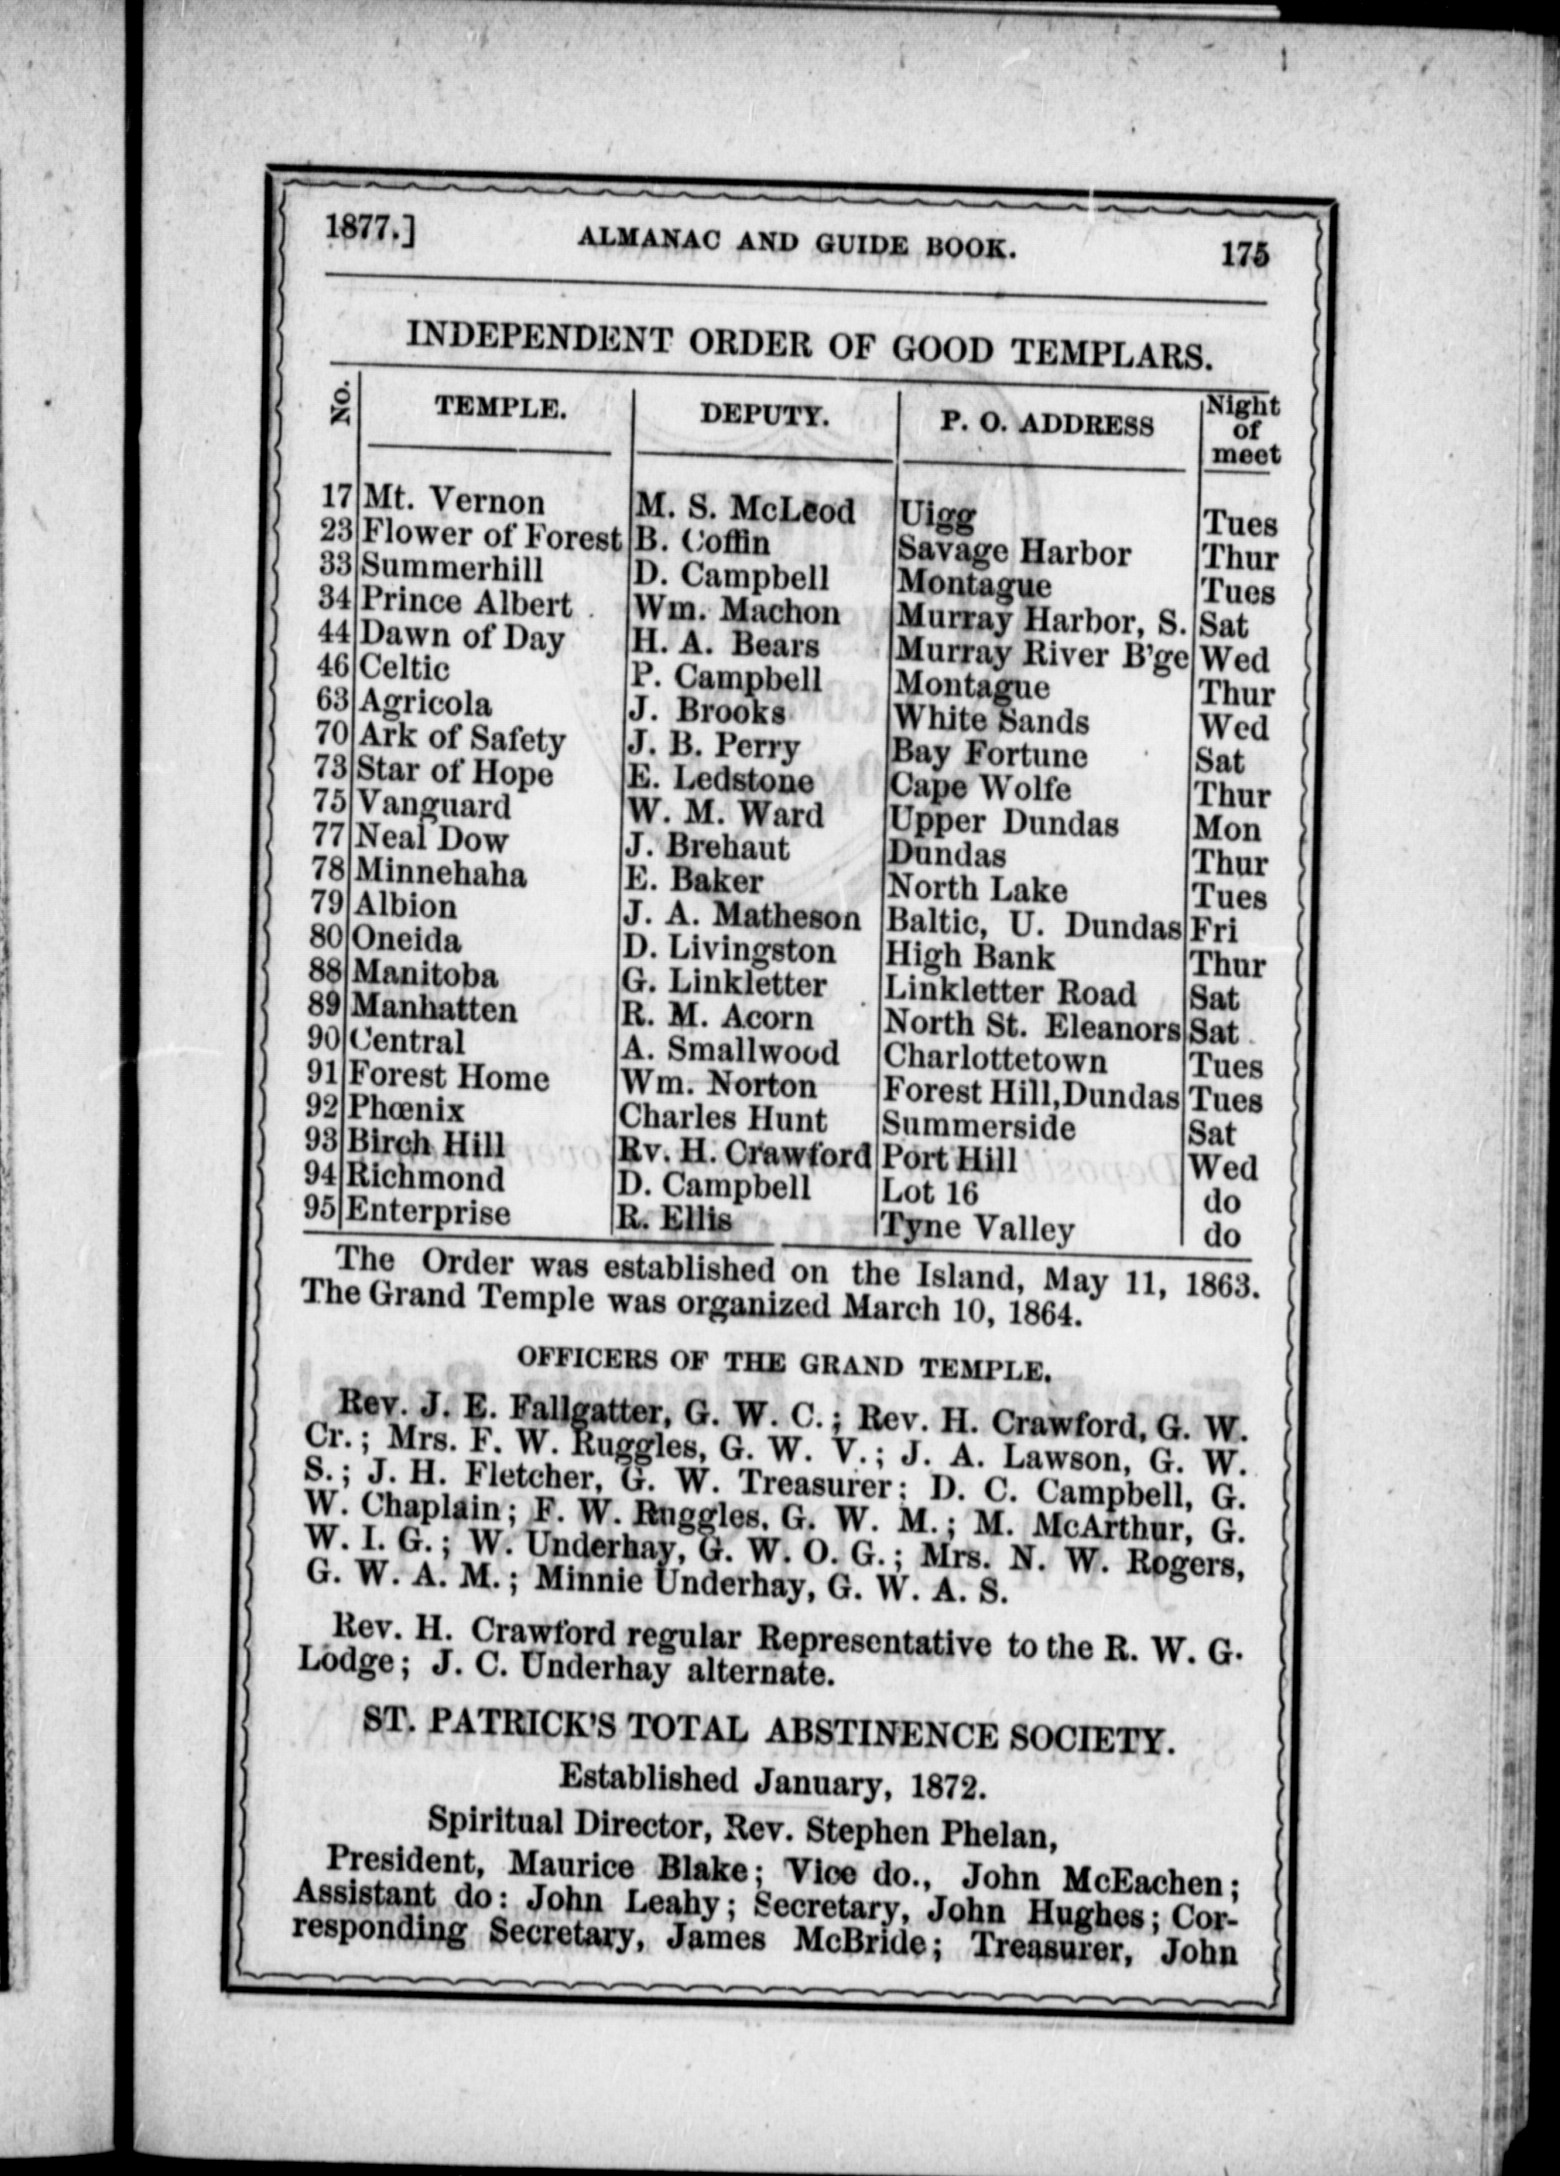 1877.] ALMANAC AND GUIDE BOOK. 175
INDEPENDENT ORDER OF GOOD TEMPLARS.
No. TEMPLE. DEPUTY. P. O. ADDRESS Night of meet
17 Mt. Vernon M. S. McLeod Uigg Tues
23 Flower of Forest B. Coffin Savage Harbor Thur
33 Summerhill D. Campbell Montague Tues
34 Prince Albert Wm. Machon Murray Harbor, S. Sat
44 Dawn of Day H. A. Bears Murray River B'ge Wed
46 Celtic P. Campbell Montague Thur
63 Agricola J. Brooks White Sands Wed
70 Ark of Safety J. B. Perry Bay Fortune Sat
73 Star of Hope E. Ledstone Cape Wolfe Thur
75 Vanguard W. M. Ward Upper Dundas Mon
77 Neal Dow J. Brehaut Dundas Thur
78 Minnehaha E. Baker North Lake Tues
79 Albion J. A. Matheson Baltic, U. Dundas Fri
80 Oneida D. Livingston High Bank Thur
88 Manitoba G. Linkletter Linkletter Road Sat
89 Manhatten R. M. Acorn North St. Eleanors Sat
90 Central A. Smallwood Charlottetown Tues
91 Forest Home Wm. Norton Forest Hill, Dundas Tues
92 Phœnix Charles Hunt Summerside Sat
93 Birch Hill Rv. H. Crawford Port Hill Wed
94 Richmond D. Campbell Lot 16 do
95 Enterprise R. Ellis Tyne Valley do
The Order was established on the Island, May 11, 1863.
The Grand Temple was organized March 10, 1864.
OFFICERS OF THE GRAND TEMPLE.
Rev. J. E. Fallgatter, G. W. C.; Rev. H. Crawford, G. W.
Cr.; Mrs. F. W. Ruggles, G. W. V.; J. A. Lawson, G. W.
S.; J. H. Fletcher, G. W. Treasurer; D. C. Campbell, G.
W. Chaplain; F. W. Ruggles, G. W. M.; M. McArthur, G.
W. I. G.; W. Underhay, G. W. O. G.; Mrs. N. W. Rogers,
G. W. A. M.; Minnie Underhay, G. W. A. S.
Rev. H. Crawford regular Representative to the R. W. G.
Lodge; J. C. Underhay alternate.
ST. PATRICK'S TOTAL ABSTINENCE SOCIETY.
Established January, 1872.
Spiritual Director, Rev. Stephen Phelan,
President, Maurice Blake; Vice do., John McEachen;
Assistant do: John Leahy; Secretary, John Hughes; Cor-
responding Secretary, James McBride; Treasurer, John